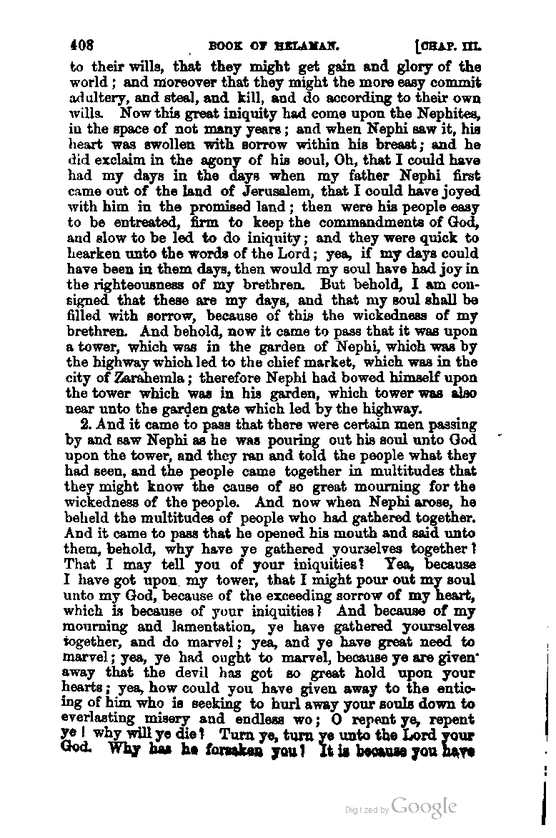 408 BOOK OF HELAMAN. [CHAP. III.
to their wills, that they might get gain and glory of the
world; and moreover that they might the more easy commit
adultery, and steal, and kill, and do according to their own
wills. Now this great iniquity had come upon the Nephites,
in the space of not many years; and when Nephi saw it, his
heart was swollen with sorrow within his breast; and he
did exclaim in the agony of his soul, Oh, that I could have
had my days in the days when my father Nephi first
came out of the land of Jerusalem, that I could have joyed
with him in the promised land; then were his people easy
to be entreated, firm to keep the commandments of God,
and slow to be led to do iniquity; and they were quick to
hearken unto the words of the Lord; yea, if my days could
have been in them days, then would my soul have had joy in
the righteousness of my brethren. But behold, I am con-
signed that these are my days, and that my soul shall be
filled with sorrow, because of this the wickedness of my
brethren. And behold, now it came to pass that it was upon
a tower, which was in the garden of Nephi, which was by
the highway which led to the chief market, which was in the
city of Zarahemla; therefore Nephi had bowed himself upon
the tower which was in his garden, which tower was also
near unto the garden gate which led by the highway.
2. And it came to pass that there were certain men passing
by and saw Nephi as he was pouring out his soul unto God
upon the tower, and they ran and told the people what they
had seen, and the people came together in multitudes that
they might know the cause of so great mourning for the
wickedness of the people. And now when Nephi arose, he
beheld the multitudes of people who had gathered together.
And it came to pass that he opened his mouth and said unto
them, behold, why have ye gathered yourselves together?
That I may tell you of your iniquities? Yea, because
I have got upon my tower, that I might pour out my soul
unto my God, because of the exceeding sorrow of my heart,
which is because of your iniquities? And because of my
mourning and lamentation, ye have gathered yourselves
together, and do marvel; yea, and ye have great need to
marvel; yea, ye had ought to marvel, because ye are given
away that the devil has got so great hold upon your
hearts; yea, how could you have given away to the entic-
ing of him who is seeking to hurl away your souls down to
everlasting misery and endless wo; O repent ye, repent
ye! why will ye die? Turn ye, turn ye unto the Lord your
God. Why has he forsaken you? It is because you have
Digitized by Google